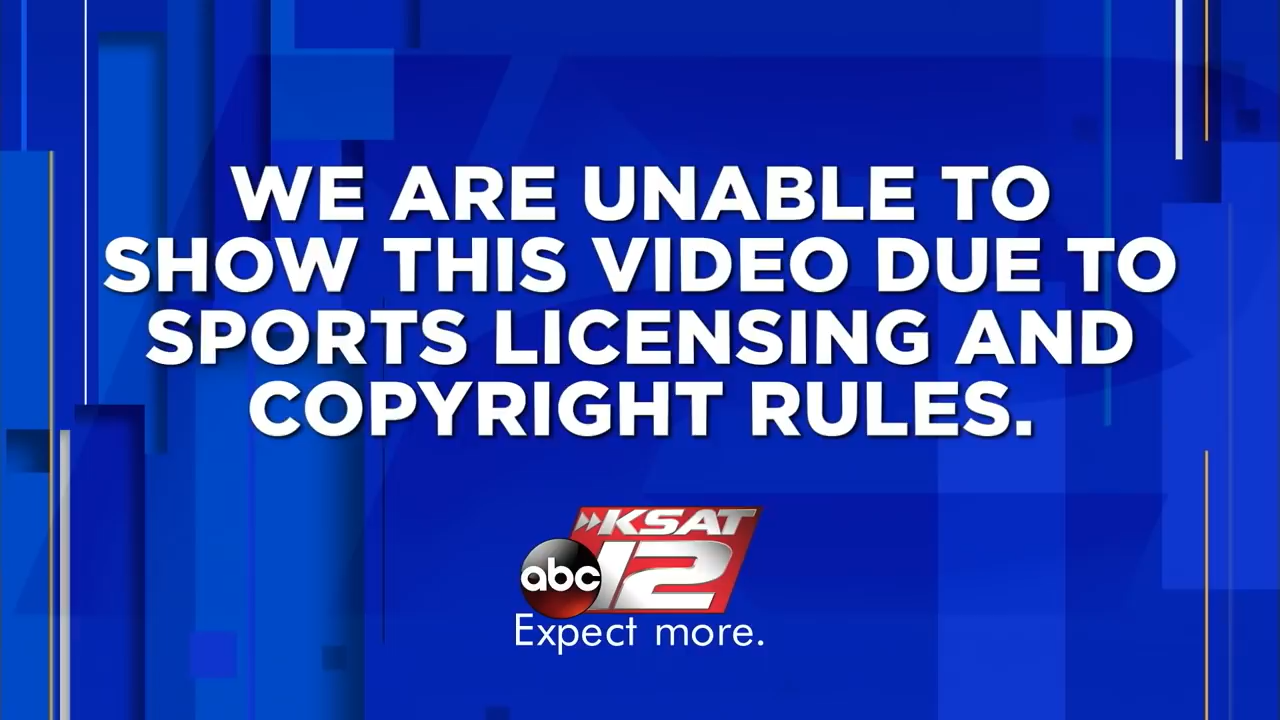 WE ARE UNABLE TO
SHOW THIS VIDEO DUE TO
SPORTS LICENSING AND
COPYRIGHT RULES.
KSAT
abc 12
Expect more.